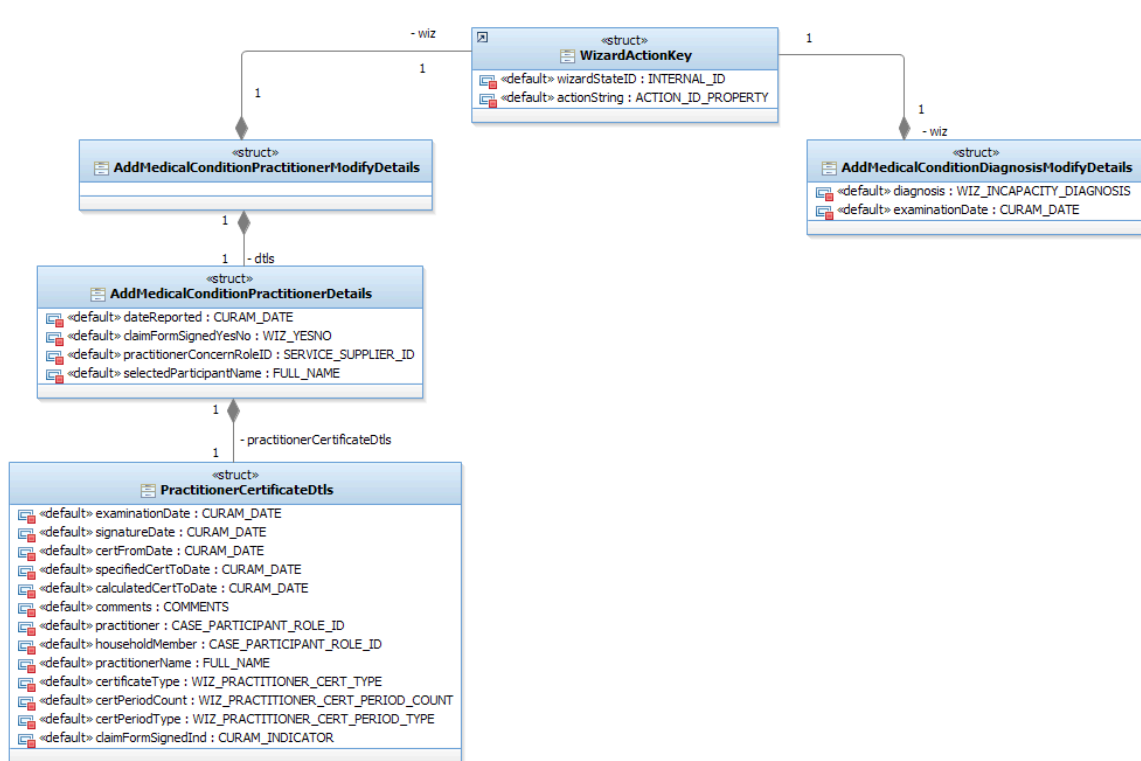 - wiz
1
1
«struct»
WizardActionKey
«default» wizardStateID : INTERNAL_ID
«default» actionString : ACTION_ID_PROPERTY
1
1
- wiz
«struct»
AddMedicalConditionPractitionerModifyDetails
«struct»
AddMedicalConditionDiagnosisModifyDetails
«default» diagnosis : WIZ_INCAPACITY_DIAGNOSIS
«default» examinationDate : CURAM_DATE
1
1 - dtls
«struct»
AddMedicalConditionPractitionerDetails
«default» dateReported : CURAM_DATE
«default» claimFormSignedYesNo : WIZ_YESNO
«default» practitionerConcernRoleID : SERVICE_SUPPLIER_ID
«default» selectedParticipantName : FULL_NAME
1
- practitionerCertificateDtls
1
«struct»
PractitionerCertificateDtls
«default» examinationDate : CURAM_DATE
«default» signatureDate : CURAM_DATE
«default» certFromDate : CURAM_DATE
«default» specifiedCertToDate : CURAM_DATE
«default» calculatedCertToDate : CURAM_DATE
«default» comments : COMMENTS
«default» practitioner : CASE_PARTICIPANT_ROLE_ID
«default» householdMember : CASE_PARTICIPANT_ROLE_ID
«default» practitionerName : FULL_NAME
«default» certificateType : WIZ_PRACTITIONER_CERT_TYPE
«default» certPeriodCount : WIZ_PRACTITIONER_CERT_PERIOD_COUNT
«default» certPeriodType : WIZ_PRACTITIONER_CERT_PERIOD_TYPE
«default» claimFormSignedInd : CURAM_INDICATOR